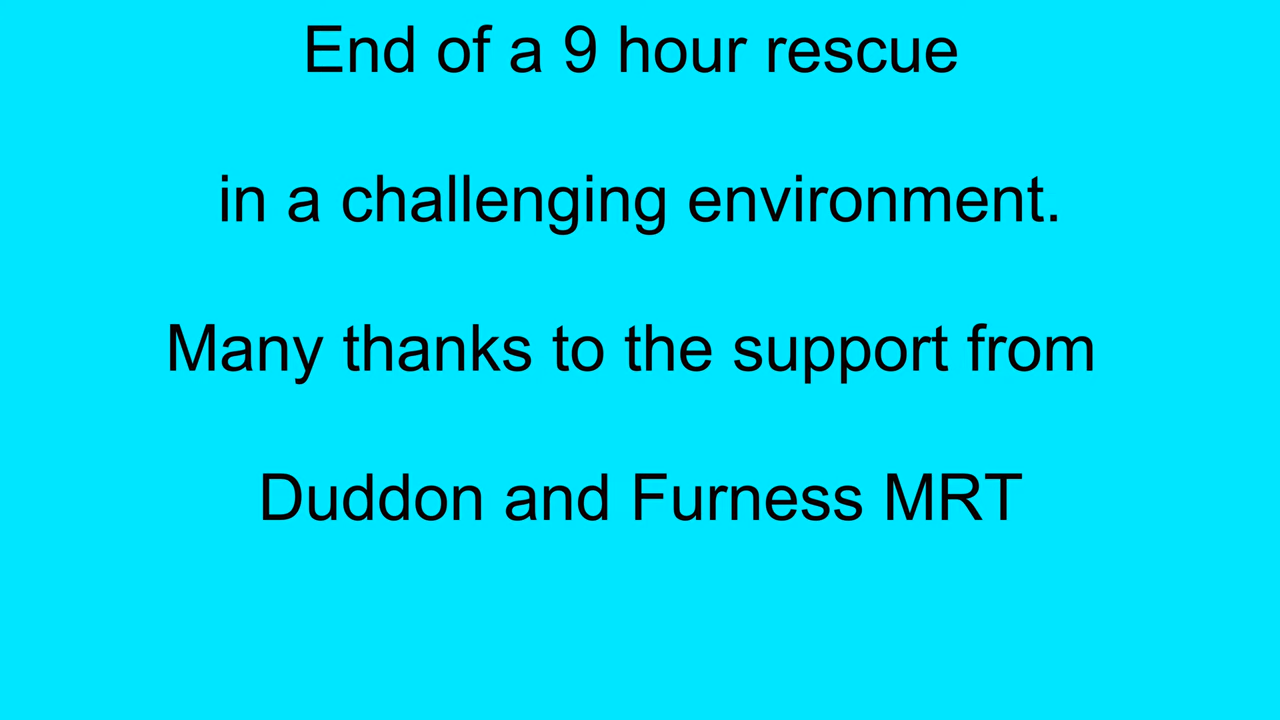 End of a 9 hour rescue
in a challenging environment.
Many thanks to the support from
Duddon and Furness MRT